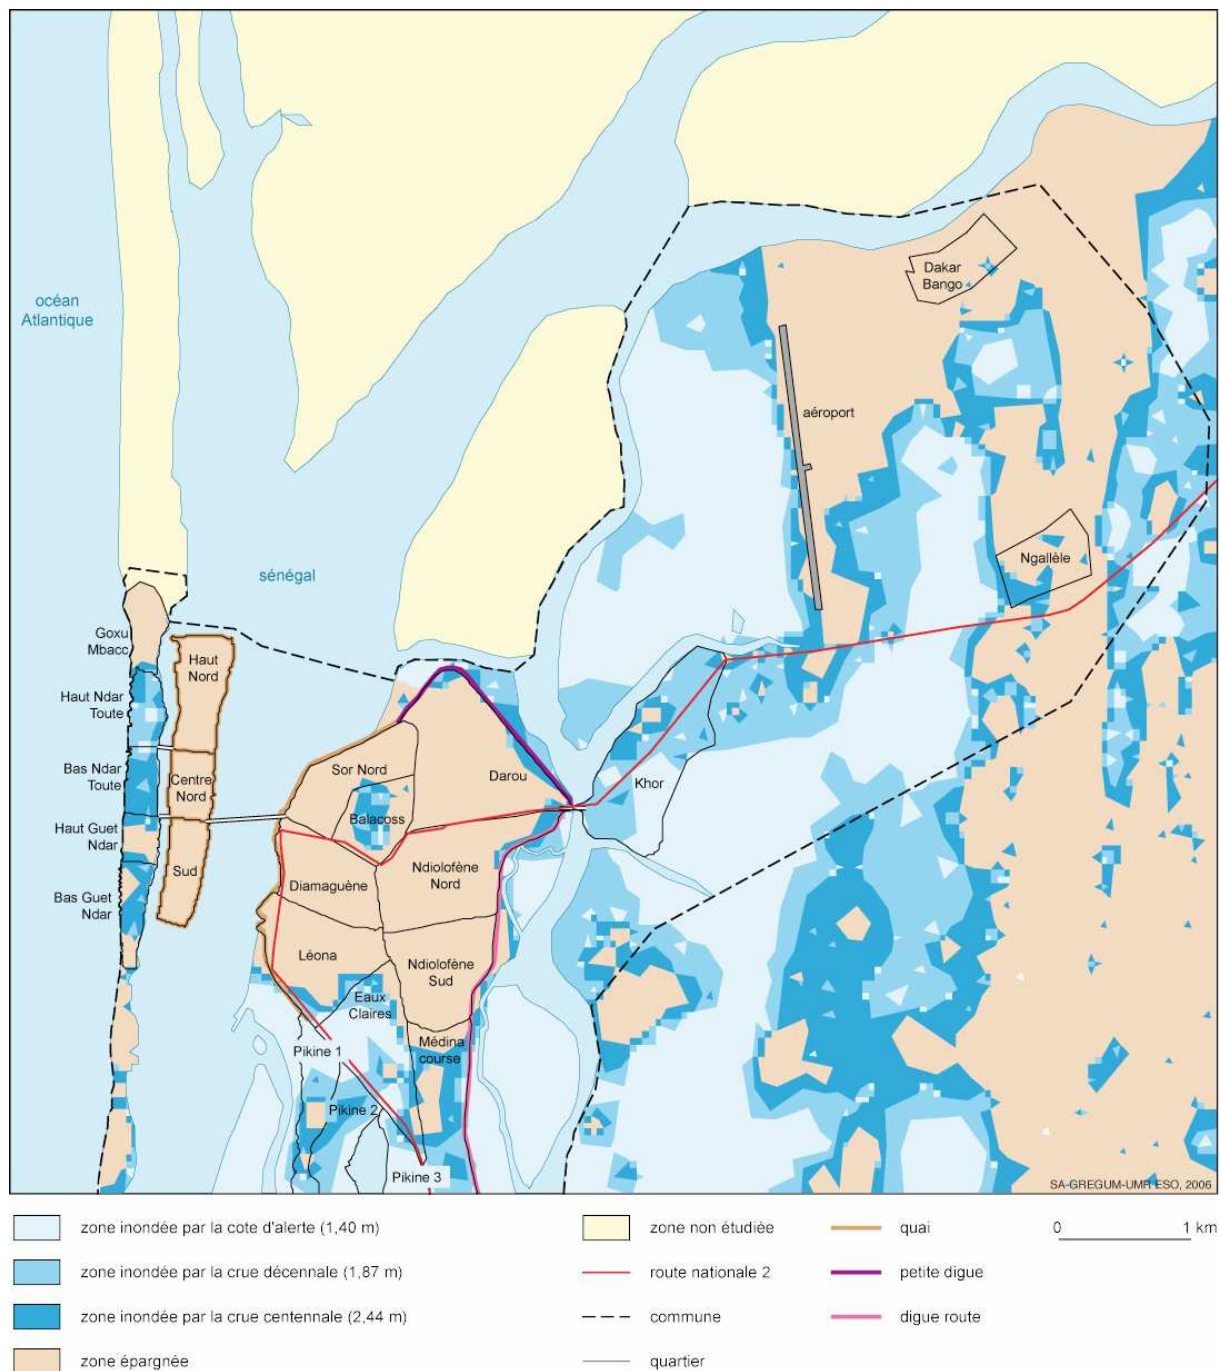 océan
Atlantique
Dakar
Bango
aéroport
Ngallèle
sénégal
Goxu
Mbacc
Haut
Nord
Haut Ndar
Toute
Bas Ndar
Toute
Centre
Nord
Haut Guet
Ndar
Sud
Bas Guet
Ndar
Sor Nord
Darou
Balacoss
Khor
Diamaguène
Ndiolofène
Nord
Léona
Ndiolofène
Sud
Eaux
Claires
Médina
course
Pikine 1
Pikine 2
Pikine 3
SA-GREGUM-UMR ESO, 2006
zone inondée par la cote d'alerte (1,40 m)
zone inondée par la crue décennale (1,87 m)
zone inondée par la crue centennale (2,44 m)
zone épargnée
zone non étudiée
route nationale 2
commune
quartier
quai
petite digue
digue route
0 1 km